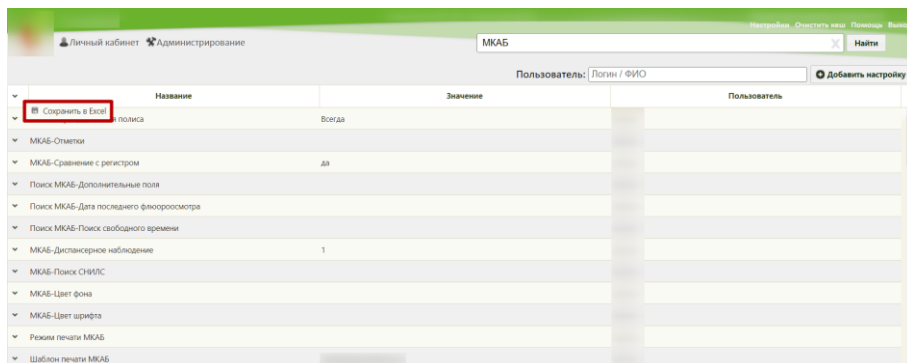 Настройки Очистить кеш Помощь
Личный кабинет Администрирование
МКАБ
X
Найти
Пользователь: Логин / ФИО
Добавить настройку
Название Значение Пользователь
Сохранить в Excel
я полиса Всегда
МКАБ-Отметки
МКАБ-Сравнение с регистром да
Поиск МКАБ-Дополнительные поля
Поиск МКАБ-Дата последнего флюороосмотра
Поиск МКАБ-Поиск свободного времени
МКАБ-Диспансерное наблюдение 1
МКАБ-Поиск СНИЛС
МКАБ-Цвет фона
МКАБ-Цвет шрифта
Режим печати МКАБ
Шаблон печати МКАБ